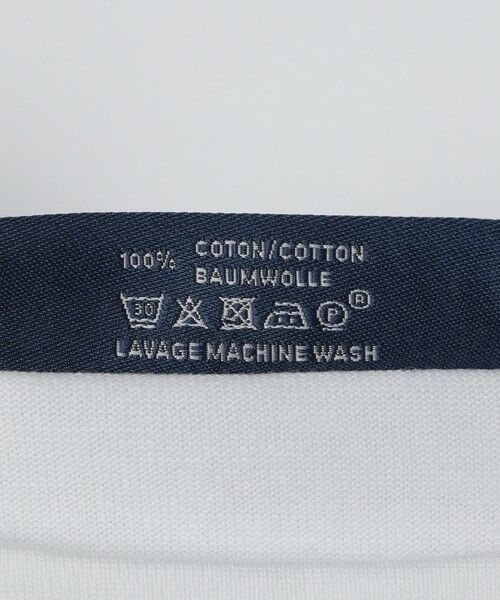 100% COTON/COTTON
BAUMWOLLE
30 P ®
LAVAGE MACHINE WASH